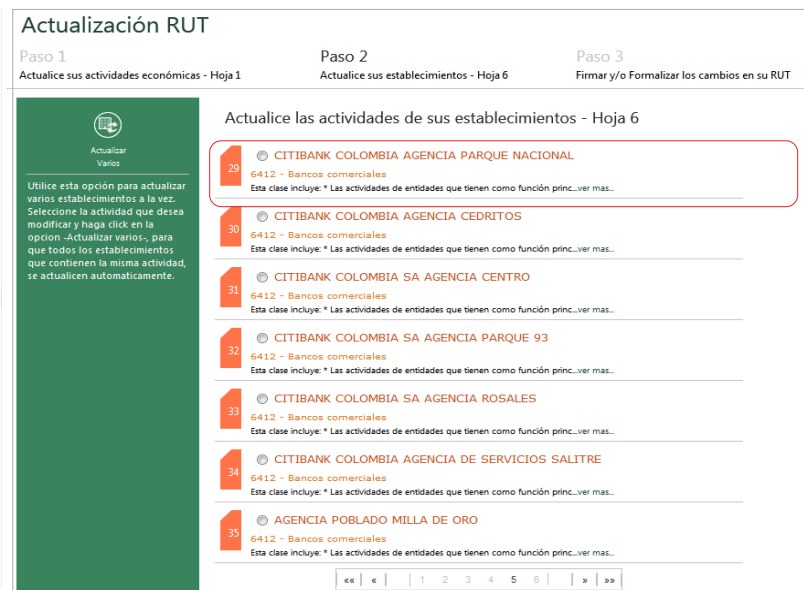 Actualización RUT
Paso 1
Actualice sus actividades económicas - Hoja 1
Paso 2
Actualice sus establecimientos - Hoja 6
Paso 3
Firmar y/o Formalizar los cambios en su RUT
Actualizar
Varios
Utilice esta opción para actualizar
varios establecimientos a la vez.
Seleccione la actividad que desea
modificar y haga click en la
opcion -Actualizar varios-, para
que todos los establecimientos
que contienen la misma actividad,
se actualicen automaticamente.
Actualice las actividades de sus establecimientos - Hoja 6
29 CITIBANK COLOMBIA AGENCIA PARQUE NACIONAL
6412 - Bancos comerciales
Esta clase incluye: * Las actividades de entidades que tienen como función princ...ver mas...
30 CITIBANK COLOMBIA AGENCIA CEDRITOS
6412 - Bancos comerciales
Esta clase incluye: * Las actividades de entidades que tienen como función princ...ver mas...
31 CITIBANK COLOMBIA SA AGENCIA CENTRO
6412 - Bancos comerciales
Esta clase incluye: * Las actividades de entidades que tienen como función princ...ver mas...
32 CITIBANK COLOMBIA SA AGENCIA PARQUE 93
6412 - Bancos comerciales
Esta clase incluye: * Las actividades de entidades que tienen como función princ...ver mas...
33 CITIBANK COLOMBIA SA AGENCIA ROSALES
6412 - Bancos comerciales
Esta clase incluye: * Las actividades de entidades que tienen como función princ...ver mas...
34 CITIBANK COLOMBIA AGENCIA DE SERVICIOS SALITRE
6412 - Bancos comerciales
Esta clase incluye: * Las actividades de entidades que tienen como función princ...ver mas...
35 AGENCIA POBLADO MILLA DE ORO
6412 - Bancos comerciales
Esta clase incluye: * Las actividades de entidades que tienen como función princ...ver mas...
«« | « | | 1 2 3 4 5 6 | | » | »»